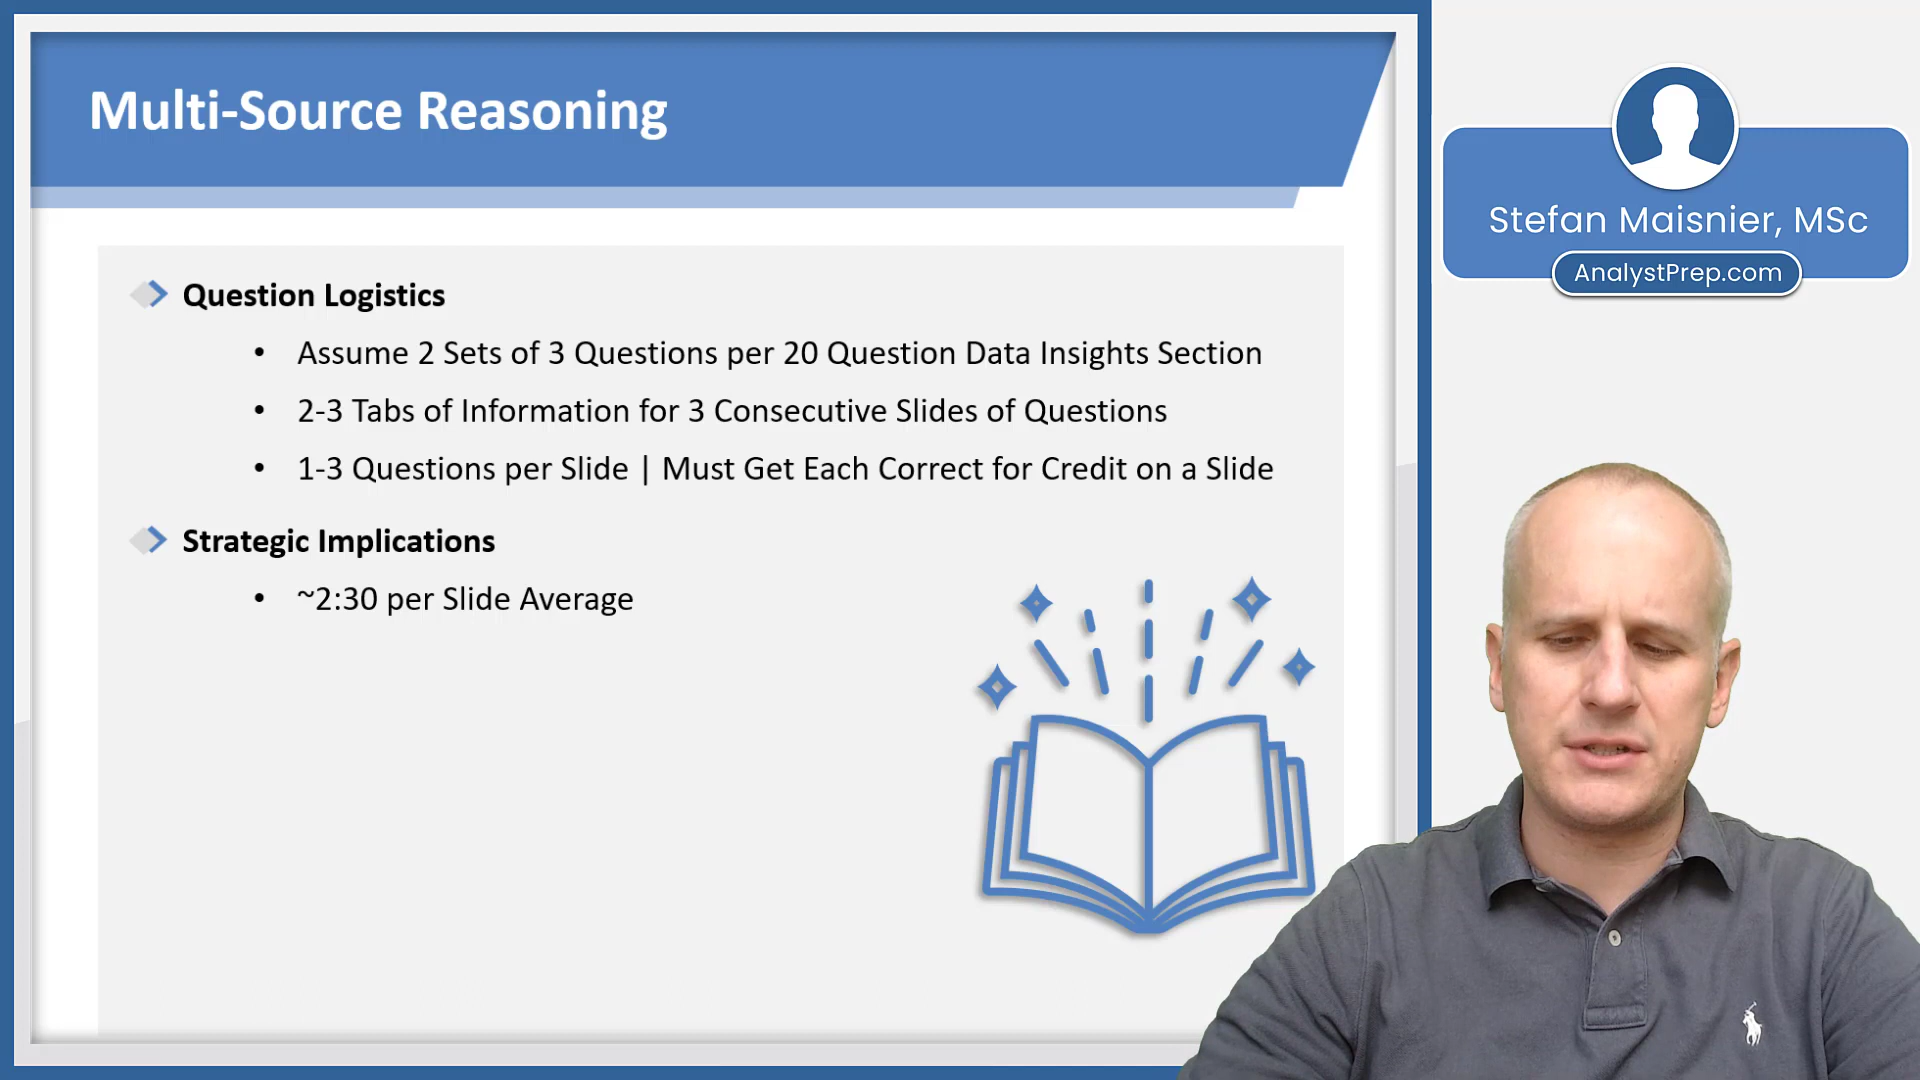 Multi-Source Reasoning
Question Logistics
• Assume 2 Sets of 3 Questions per 20 Question Data Insights Section
• 2-3 Tabs of Information for 3 Consecutive Slides of Questions
• 1-3 Questions per Slide | Must Get Each Correct for Credit on a Slide
Strategic Implications
• ~2:30 per Slide Average
Stefan Maisnier, MSc
AnalystPrep.com